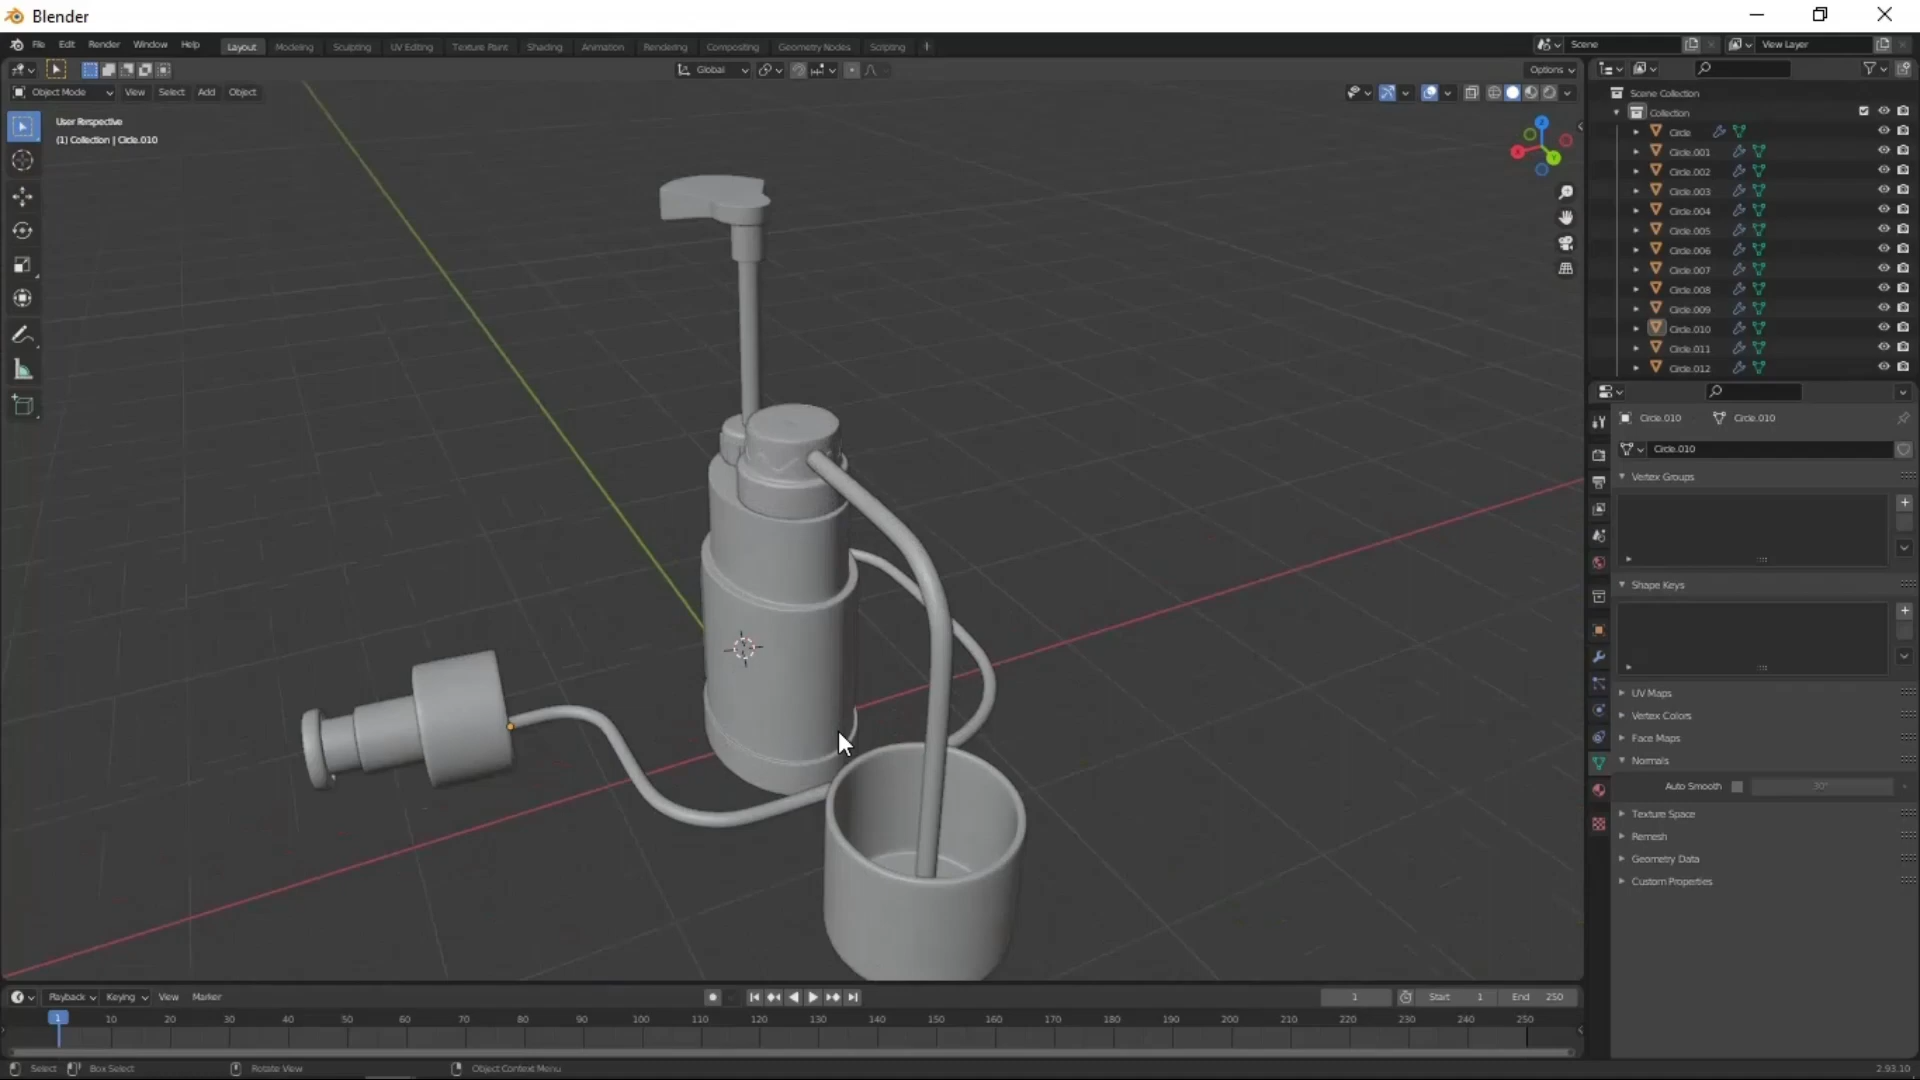 Blender
File Edit Render Window Help Layout Modeling Sculpting UV Editing Texture Paint Shading Animation Rendering Compositing Geometry Nodes Scripting + Scene View Layer
Global Options
Object Mode View Select Add Object
User Perspective
(1) Collection | Circle.010
X Y Z
Scene Collection
Collection
Circle
Circle.001
Circle.002
Circle.003
Circle.004
Circle.005
Circle.006
Circle.007
Circle.008
Circle.009
Circle.010
Circle.011
Circle.012
Circle.010 Circle.010
Circle.010
Vertex Groups
Shape Keys
UV Maps
Vertex Colors
Face Maps
Normals
Auto Smooth 30°
Texture Space
Remesh
Geometry Data
Custom Properties
Playback Keying View Marker 1 Start 1 End 250
1 10 20 30 40 50 60 70 80 90 100 110 120 130 140 150 160 170 180 190 200 210 220 230 240 250
Select Box Select Rotate View Object Context Menu 2.93.10